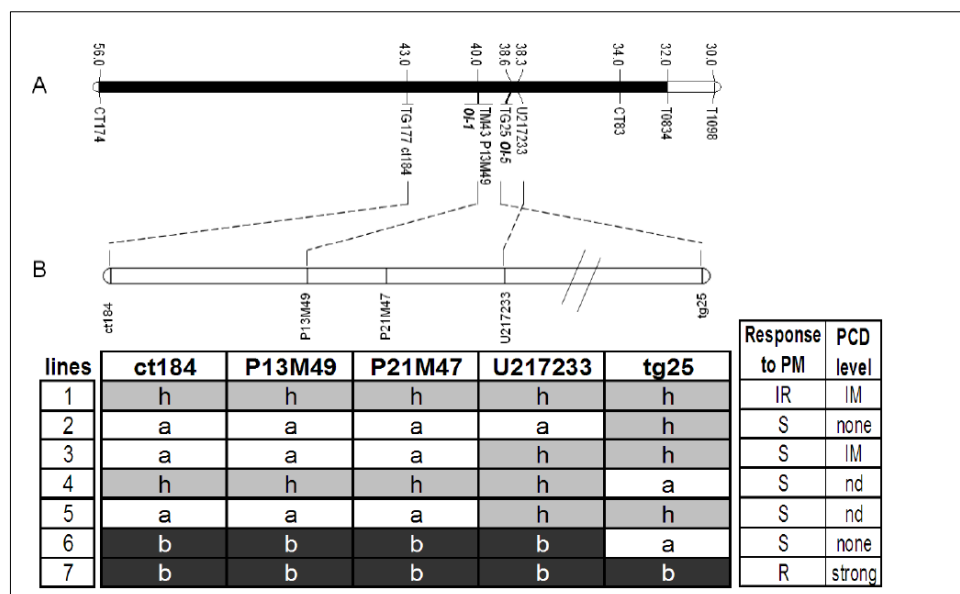 56.0 43.0 40.0 38.6 38.3 34.0 32.0 30.0
A
CT174 TG177 ct184 Ol-1 TM43 P13M49 TG25 Ol-5 U217233 CT83 T0834 T1098
B
ct184 P13M49 P21M47 U217233 tg25
lines ct184 P13M49 P21M47 U217233 tg25 Response to PM PCD level
1 h h h h h IR IM
2 a a a a h S none
3 a a a h h S IM
4 h h h h a S nd
5 a a a h h S nd
6 b b b b a S none
7 b b b b b R strong